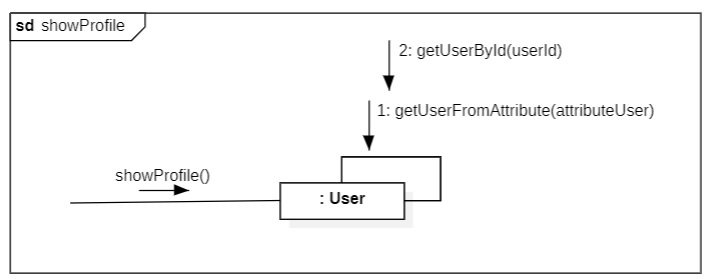 sd showProfile
2: getUserById(userId)
1: getUserFromAttribute(attributeUser)
showProfile()
: User